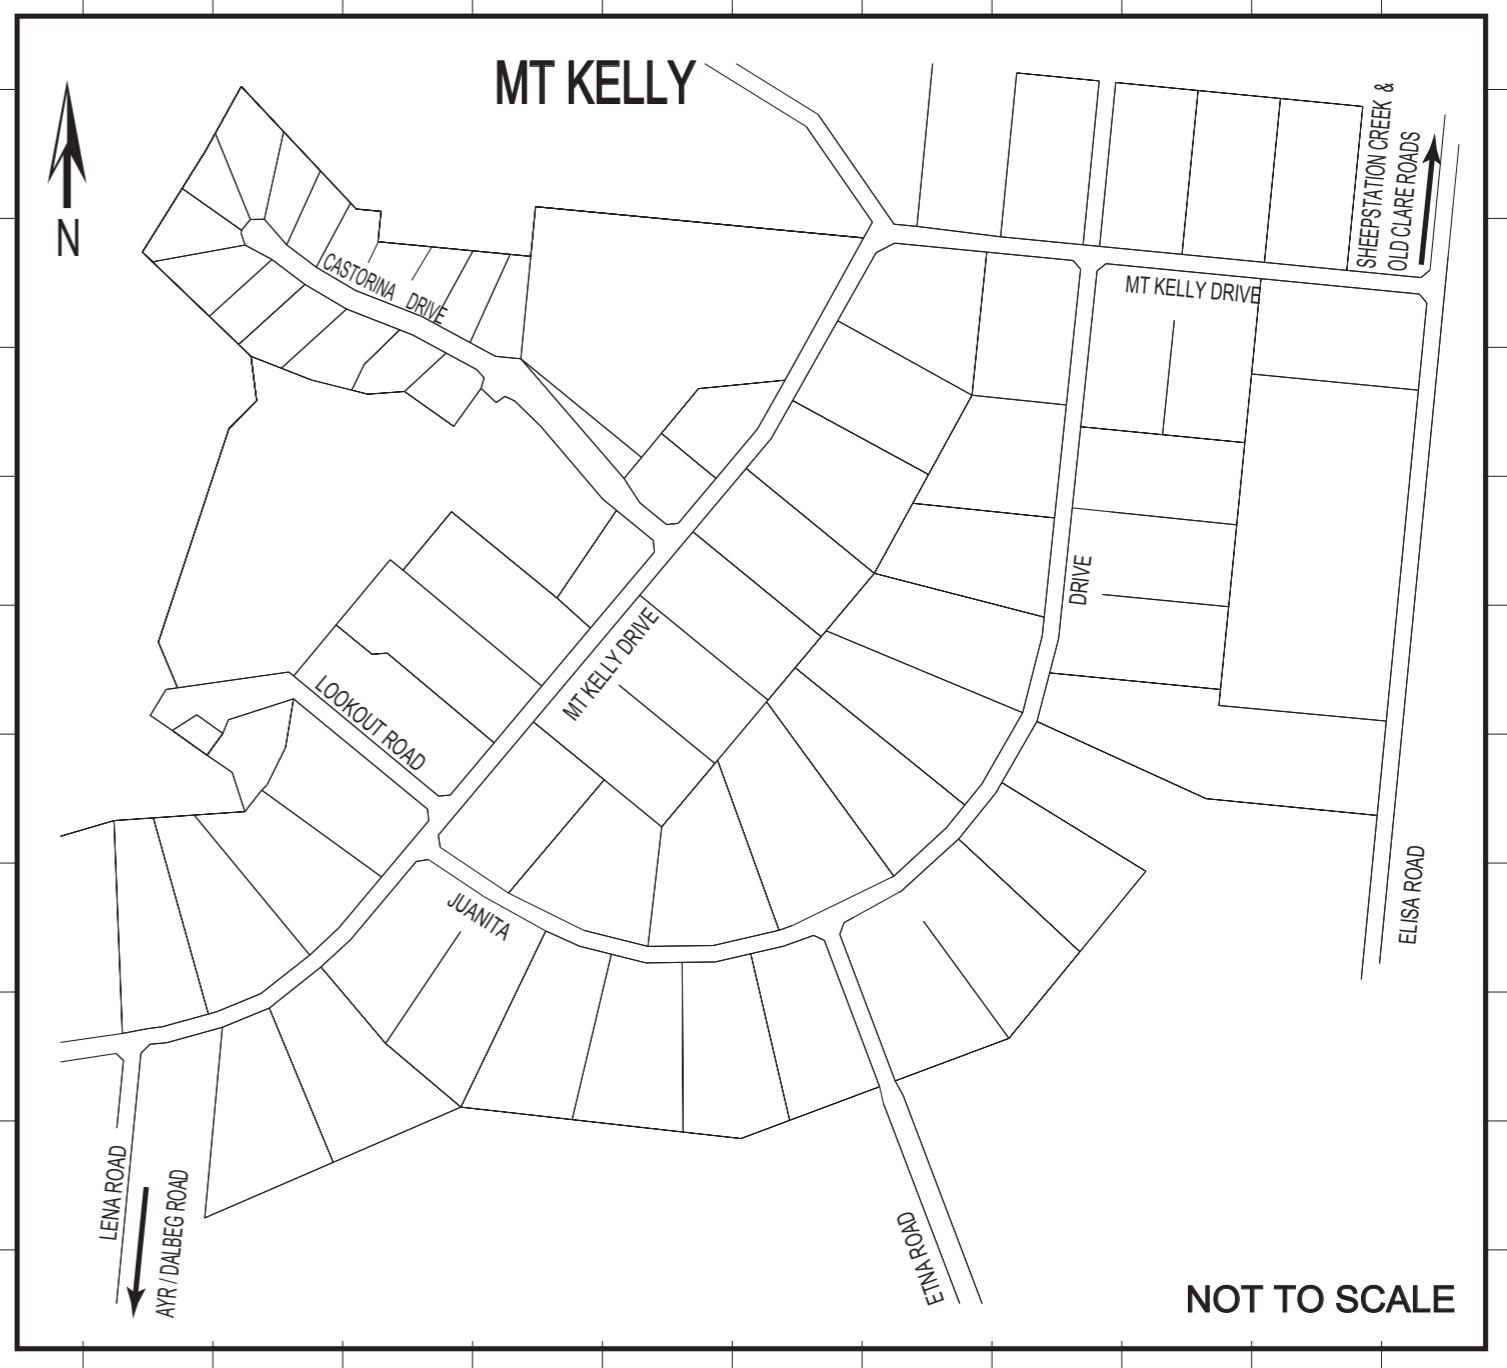 MT KELLY
N
SHEEPSTATION CREEK &
OLD CLARE ROADS
CASTORINA DRIVE
MT KELLY DRIVE
DRIVE
MT KELLY DRIVE
LOOKOUT ROAD
JUANITA
ELISA ROAD
LENA ROAD
AYR / DALBEG ROAD
ETNA ROAD
NOT TO SCALE